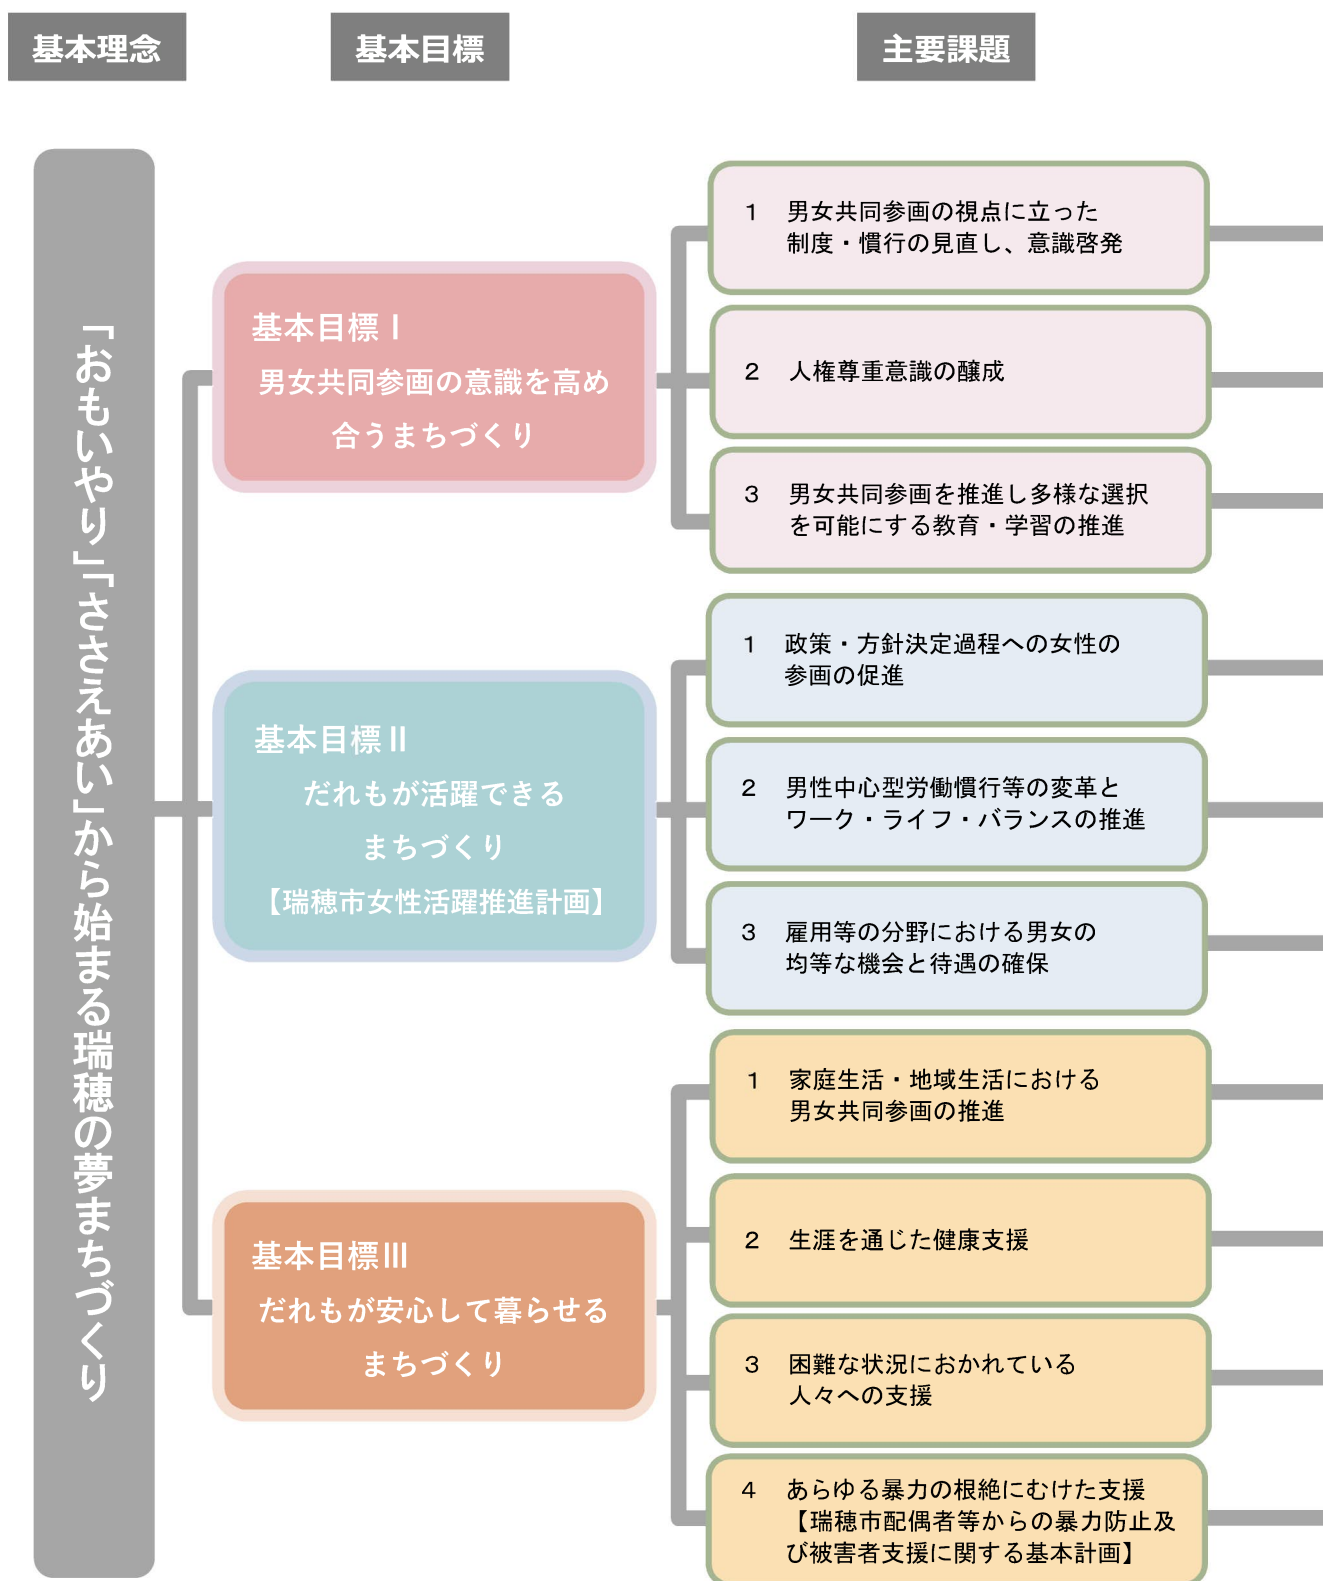 基本理念
基本目標
主要課題
「おもいやり」「ささえあい」から始まる瑞穂の夢まちづくり
基本目標Ⅰ
男女共同参画の意識を高め
合うまちづくり
1 男女共同参画の視点に立った
制度・慣行の見直し、意識啓発
2 人権尊重意識の醸成
3 男女共同参画を推進し多様な選択
を可能にする教育・学習の推進
基本目標Ⅱ
だれもが活躍できる
まちづくり
【瑞穂市女性活躍推進計画】
1 政策・方針決定過程への女性の
参画の促進
2 男性中心型労働慣行等の変革と
ワーク・ライフ・バランスの推進
3 雇用等の分野における男女の
均等な機会と待遇の確保
基本目標Ⅲ
だれもが安心して暮らせる
まちづくり
1 家庭生活・地域生活における
男女共同参画の推進
2 生涯を通じた健康支援
3 困難な状況におかれている
人々への支援
4 あらゆる暴力の根絶にむけた支援
【瑞穂市配偶者等からの暴力防止及
び被害者支援に関する基本計画】